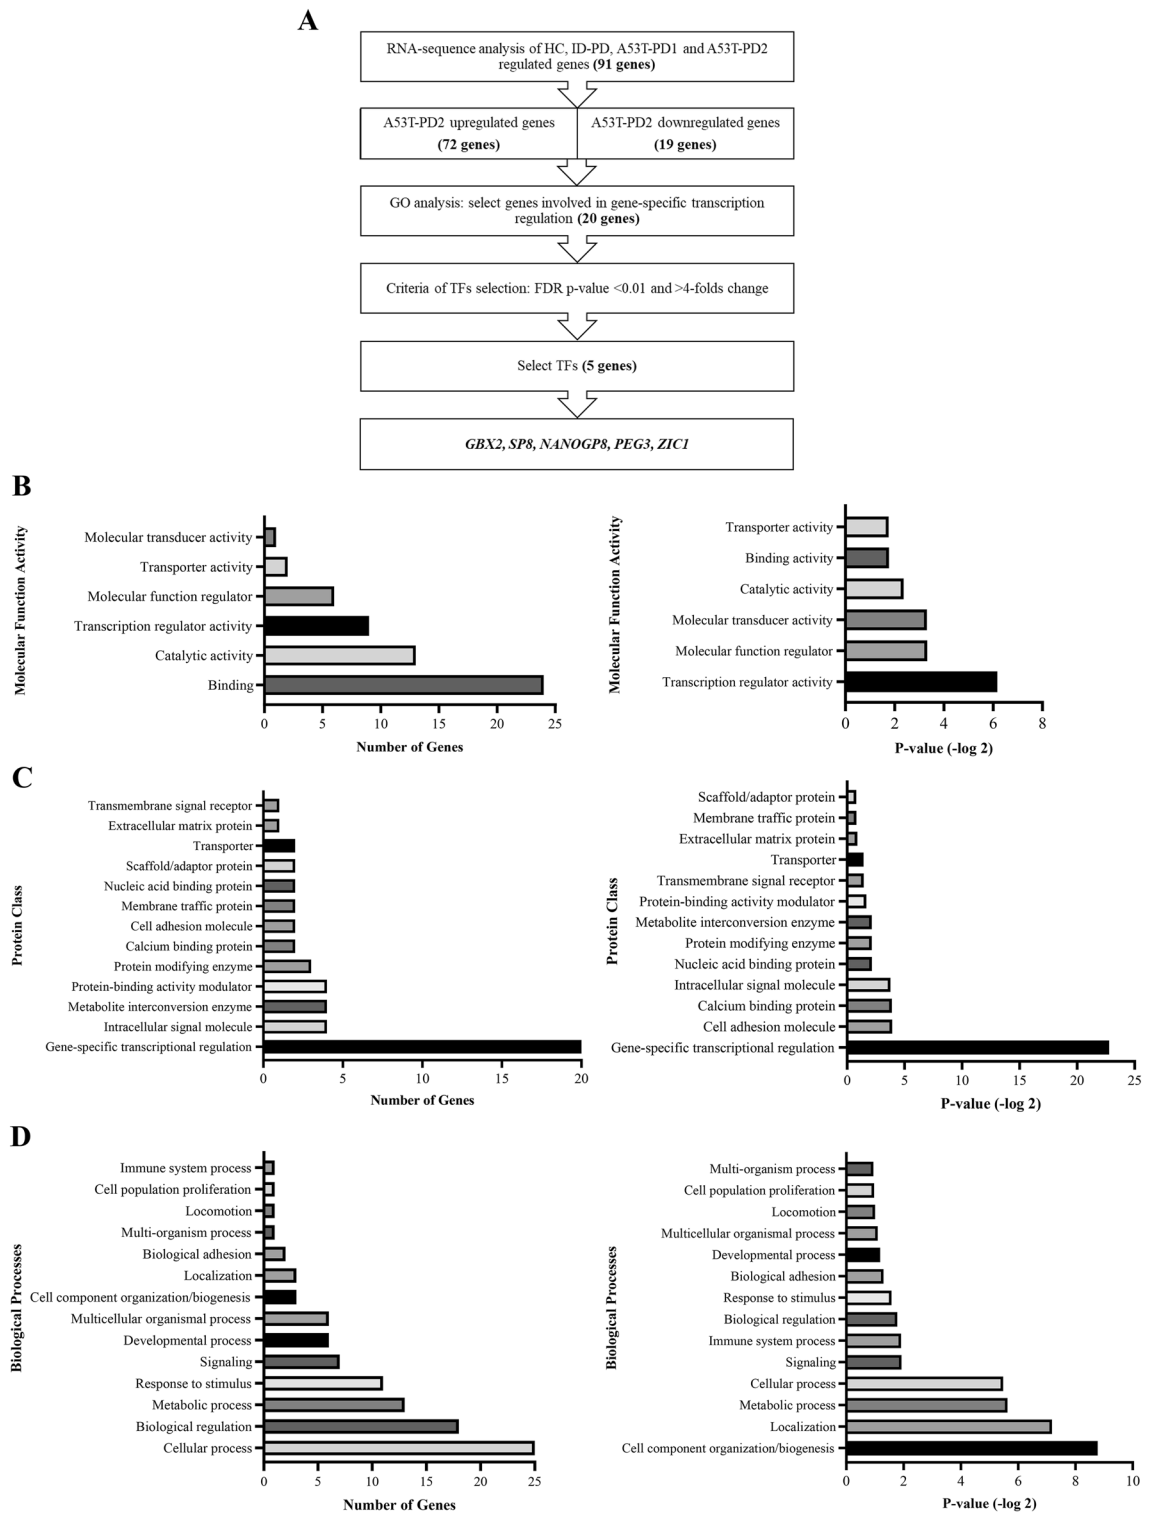 A
RNA-sequence analysis of HC, ID-PD, A53T-PD1 and A53T-PD2
regulated genes (91 genes)
A53T-PD2 upregulated genes
(72 genes)
A53T-PD2 downregulated genes
(19 genes)
GO analysis: select genes involved in gene-specific transcription
regulation (20 genes)
Criteria of TFs selection: FDR p-value <0.01 and >4-folds change
Select TFs (5 genes)
GBX2, SP8, NANOGP8, PEG3, ZIC1
B
Molecular Function Activity
Molecular transducer activity
Transporter activity
Molecular function regulator
Transcription regulator activity
Catalytic activity
Binding
0 5 10 15 20 25
Number of Genes
Molecular Function Activity
Transporter activity
Binding activity
Catalytic activity
Molecular transducer activity
Molecular function regulator
Transcription regulator activity
0 2 4 6 8
P-value (-log 2)
C
Protein Class
Transmembrane signal receptor
Extracellular matrix protein
Transporter
Scaffold/adaptor protein
Nucleic acid binding protein
Membrane traffic protein
Cell adhesion molecule
Calcium binding protein
Protein modifying enzyme
Protein-binding activity modulator
Metabolite interconversion enzyme
Intracellular signal molecule
Gene-specific transcriptional regulation
0 5 10 15 20
Number of Genes
Protein Class
Scaffold/adaptor protein
Membrane traffic protein
Extracellular matrix protein
Transporter
Transmembrane signal receptor
Protein-binding activity modulator
Metabolite interconversion enzyme
Protein modifying enzyme
Nucleic acid binding protein
Intracellular signal molecule
Calcium binding protein
Cell adhesion molecule
Gene-specific transcriptional regulation
0 5 10 15 20 25
P-value (-log 2)
D
Biological Processes
Immune system process
Cell population proliferation
Locomotion
Multi-organism process
Biological adhesion
Localization
Cell component organization/biogenesis
Multicellular organismal process
Developmental process
Signaling
Response to stimulus
Metabolic process
Biological regulation
Cellular process
0 5 10 15 20 25
Number of Genes
Biological Processes
Multi-organism process
Cell population proliferation
Locomotion
Multicellular organismal process
Developmental process
Biological adhesion
Response to stimulus
Biological regulation
Immune system process
Signaling
Cellular process
Metabolic process
Localization
Cell component organization/biogenesis
0 2 4 6 8 10
P-value (-log 2)